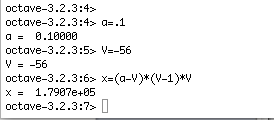 octave-3.2.3:4>
octave-3.2.3:4> a=.1
a =  0.10000
octave-3.2.3:5> V=-56
V = -56
octave-3.2.3:6> x=(a-V)*(V-1)*V
x =  1.7907e+05
octave-3.2.3:7>